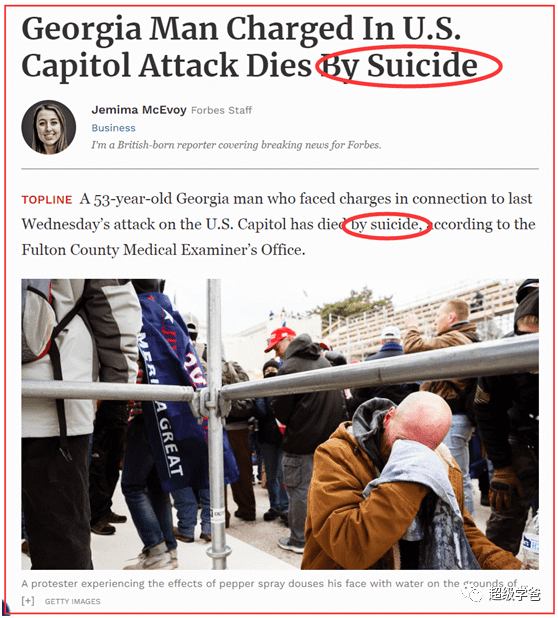 Georgia Man Charged In U.S.
Capitol Attack Dies By Suicide
Jemima McEvoy Forbes Staff
Business
I'm a British-born reporter covering breaking news for Forbes.
TOPLINE A 53-year-old Georgia man who faced charges in connection to last
Wednesday's attack on the U.S. Capitol has died by suicide, according to the
Fulton County Medical Examiner's Office.
AMERICA GREAT
A protester experiencing the effects of pepper spray douses his face with water on the grounds of
[+] GETTY IMAGES
超级学爸